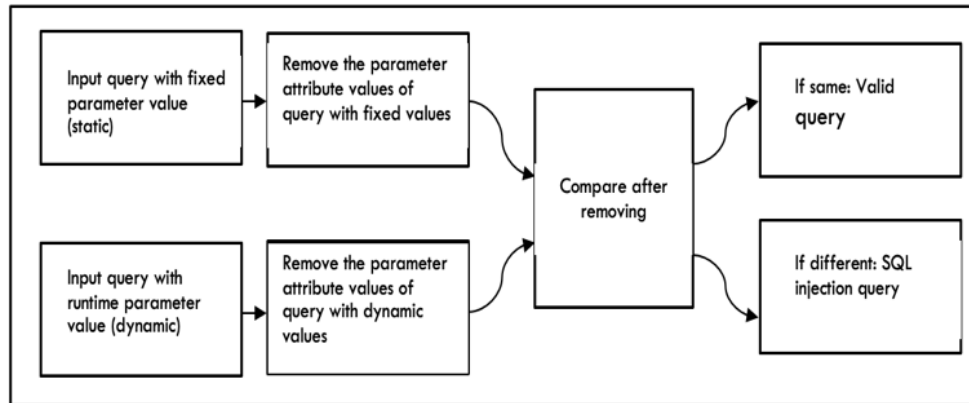 Input query with fixed
parameter value
(static)
Remove the parameter
attribute values of
query with fixed values
Input query with
runtime parameter
value (dynamic)
Remove the parameter
attribute values of
query with dynamic
values
Compare after
removing
If same: Valid
query
If different: SQL
injection query